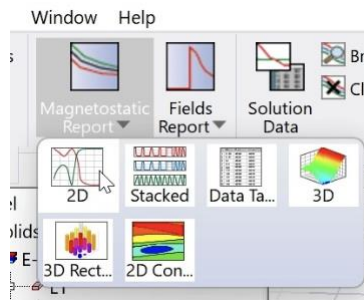 Window Help
Magnetostatic Report
Fields Report
Solution Data
Br
Cl
2D
Stacked
Data Ta...
3D
3D Rect...
2D Con...
el
olids
E-